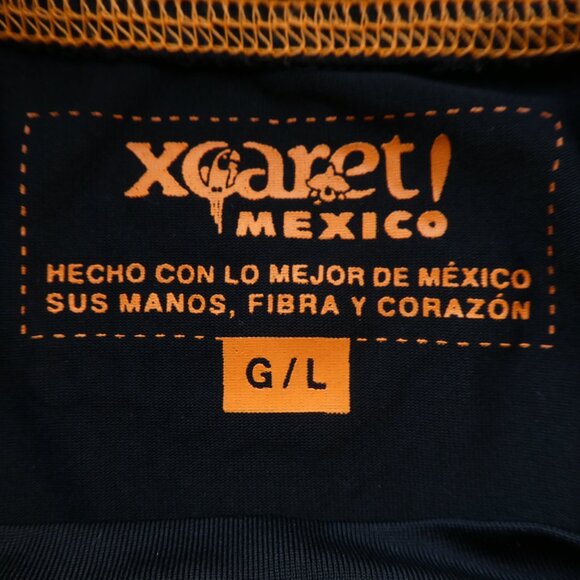 xcaret!
MEXICO
HECHO CON LO MEJOR DE MÉXICO
SUS MANOS, FIBRA Y CORAZÓN
G/L